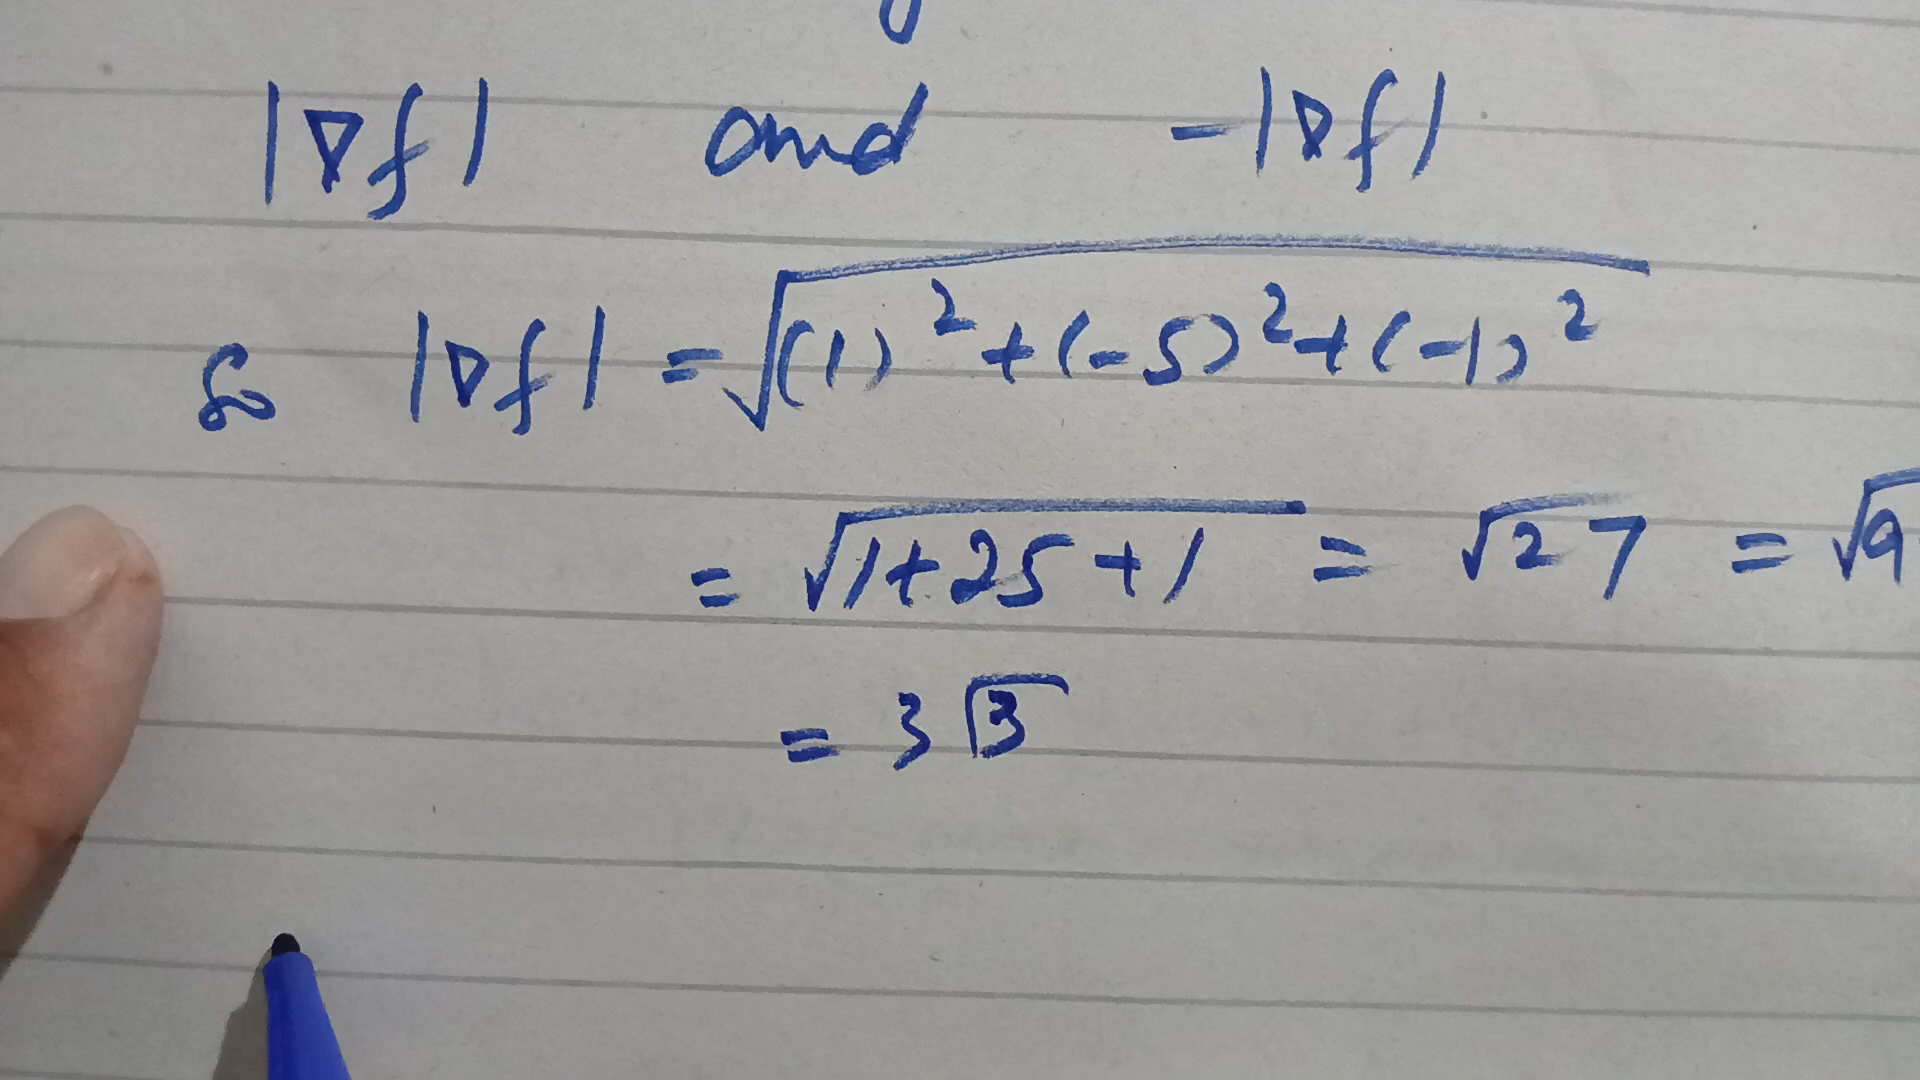 |∇f| and -|∇f|
So |∇f| = √(1)² + (-5)² + (-1)²
= √1 + 25 + 1 = √27 = √9
= 3√3